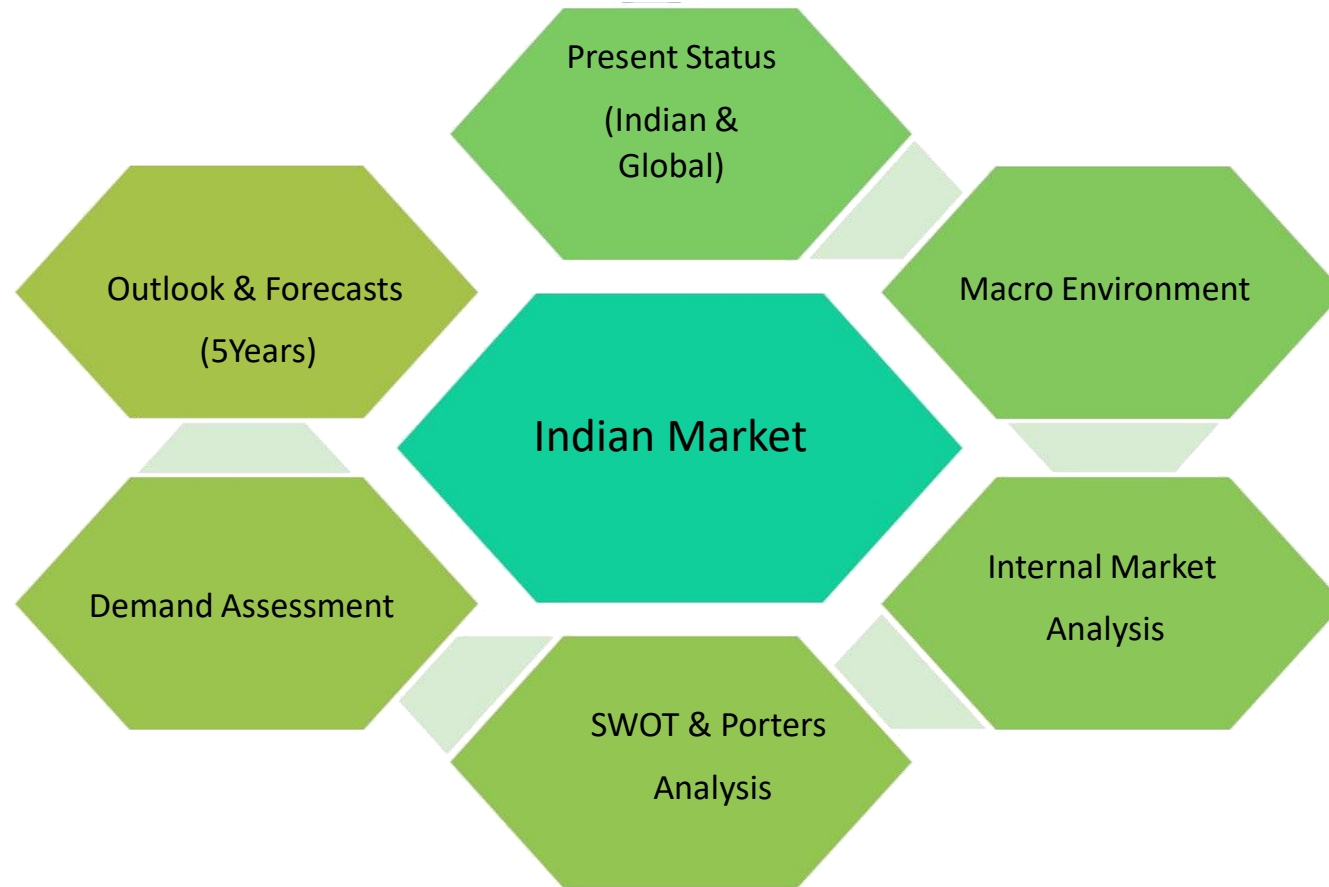 Present Status
(Indian &
Global)
Macro Environment
Internal Market
Analysis
SWOT & Porters
Analysis
Demand Assessment
Outlook & Forecasts
(5Years)
Indian Market